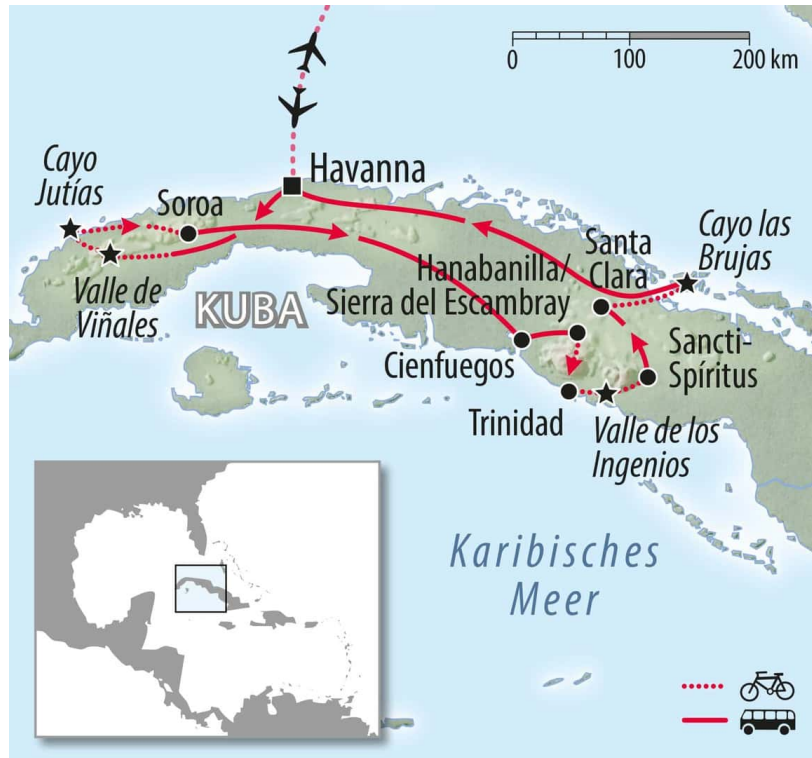 0 100 200 km
Havanna
Cayo
Jutías
Soroa
Valle de
Viñales
KUBA
Cayo las
Brujas
Santa
Clara
Hanabanilla/
Sierra del Escambray
Cienfuegos
Sancti-
Spíritus
Trinidad
Valle de los
Ingenios
Karibisches
Meer